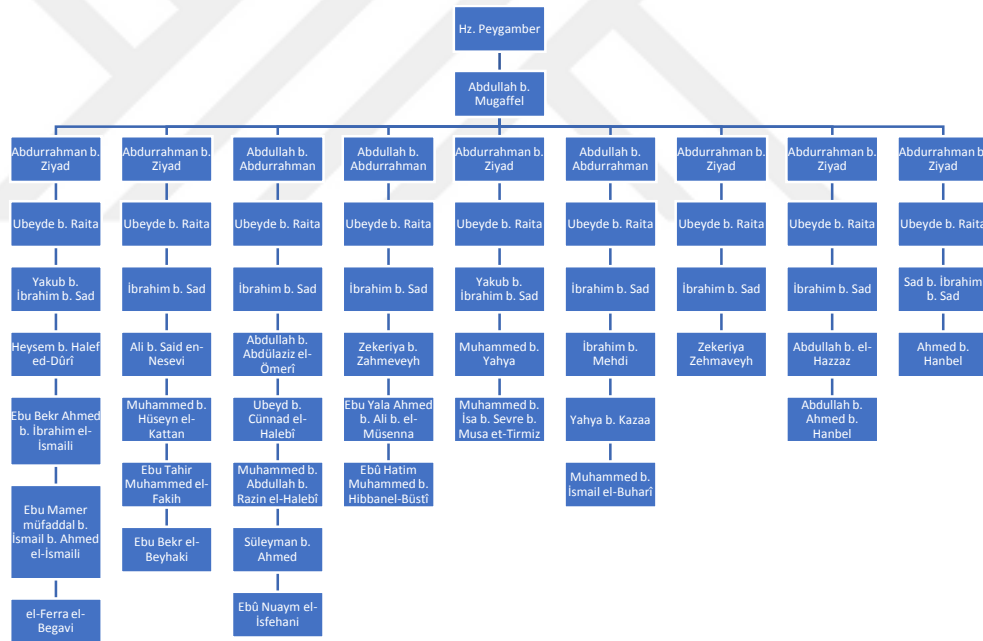 Hz. Peygamber
Abdullah b.
Mugaffel
Abdurrahman b.
Ziyad
Abdurrahman b.
Ziyad
Abdullah b.
Abdurrahman
Abdullah b.
Abdurrahman
Abdurrahman b.
Ziyad
Abdullah b.
Abdurrahman
Abdurrahman b.
Ziyad
Abdurrahman b.
Ziyad
Abdurrahman b.
Ziyad
Ubeyde b. Raita
Ubeyde b. Raita
Ubeyde b. Raita
Ubeyde b. Raita
Ubeyde b. Raita
Ubeyde b. Raita
Ubeyde b. Raita
Ubeyde b. Raita
Ubeyde b. Raita
Yakub b.
İbrahim b. Sad
İbrahim b. Sad
İbrahim b. Sad
İbrahim b. Sad
Yakub b.
İbrahim b. Sad
İbrahim b. Sad
İbrahim b. Sad
İbrahim b. Sad
Sad b. İbrahim
b. Sad
Heysem b. Halef
ed-Dûrî
Ali b. Said en-
Nesevi
Abdullah b.
Abdülaziz el-
Ömerî
Zekeriya b.
Zahmeveyh
Muhammed b.
Yahya
İbrahim b.
Mehdi
Zekeriya
Zehmaveyh
Abdullah b. el-
Hazzaz
Ahmed b.
Hanbel
Ebu Bekr Ahmed
b. İbrahim el-
İsmaili
Muhammed b.
Hüseyn el-
Kattan
Ubeyd b.
Cünnad el-
Halebî
Ebu Yala Ahmed
b. Ali b. el-
Müsenna
Muhammed b.
İsa b. Sevre b.
Musa et-Tirmiz
Yahya b. Kazaa
Abdullah b.
Ahmed b.
Hanbel
Ebu Mamer
müfaddal b.
İsmail b. Ahmed
el-İsmaili
Ebu Tahir
Muhammed el-
Fakih
Muhammed b.
Abdullah b.
Razin el-Halebî
Ebû Hatim
Muhammed b.
Hibbanel-Büstî
Muhammed b.
İsmail el-Buharî
Ebu Bekr el-
Beyhaki
Süleyman b.
Ahmed
el-Ferra el-
Begavi
Ebû Nuaym el-
İsfehani